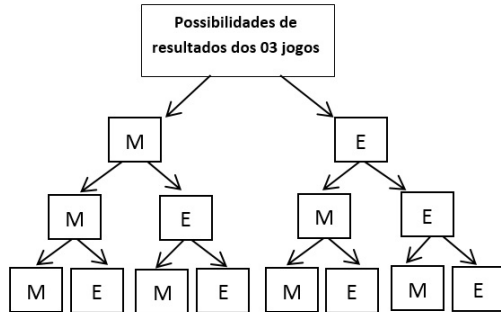 Possibilidades de
resultados dos 03 jogos
M E
M E M E
M E M E M E M E